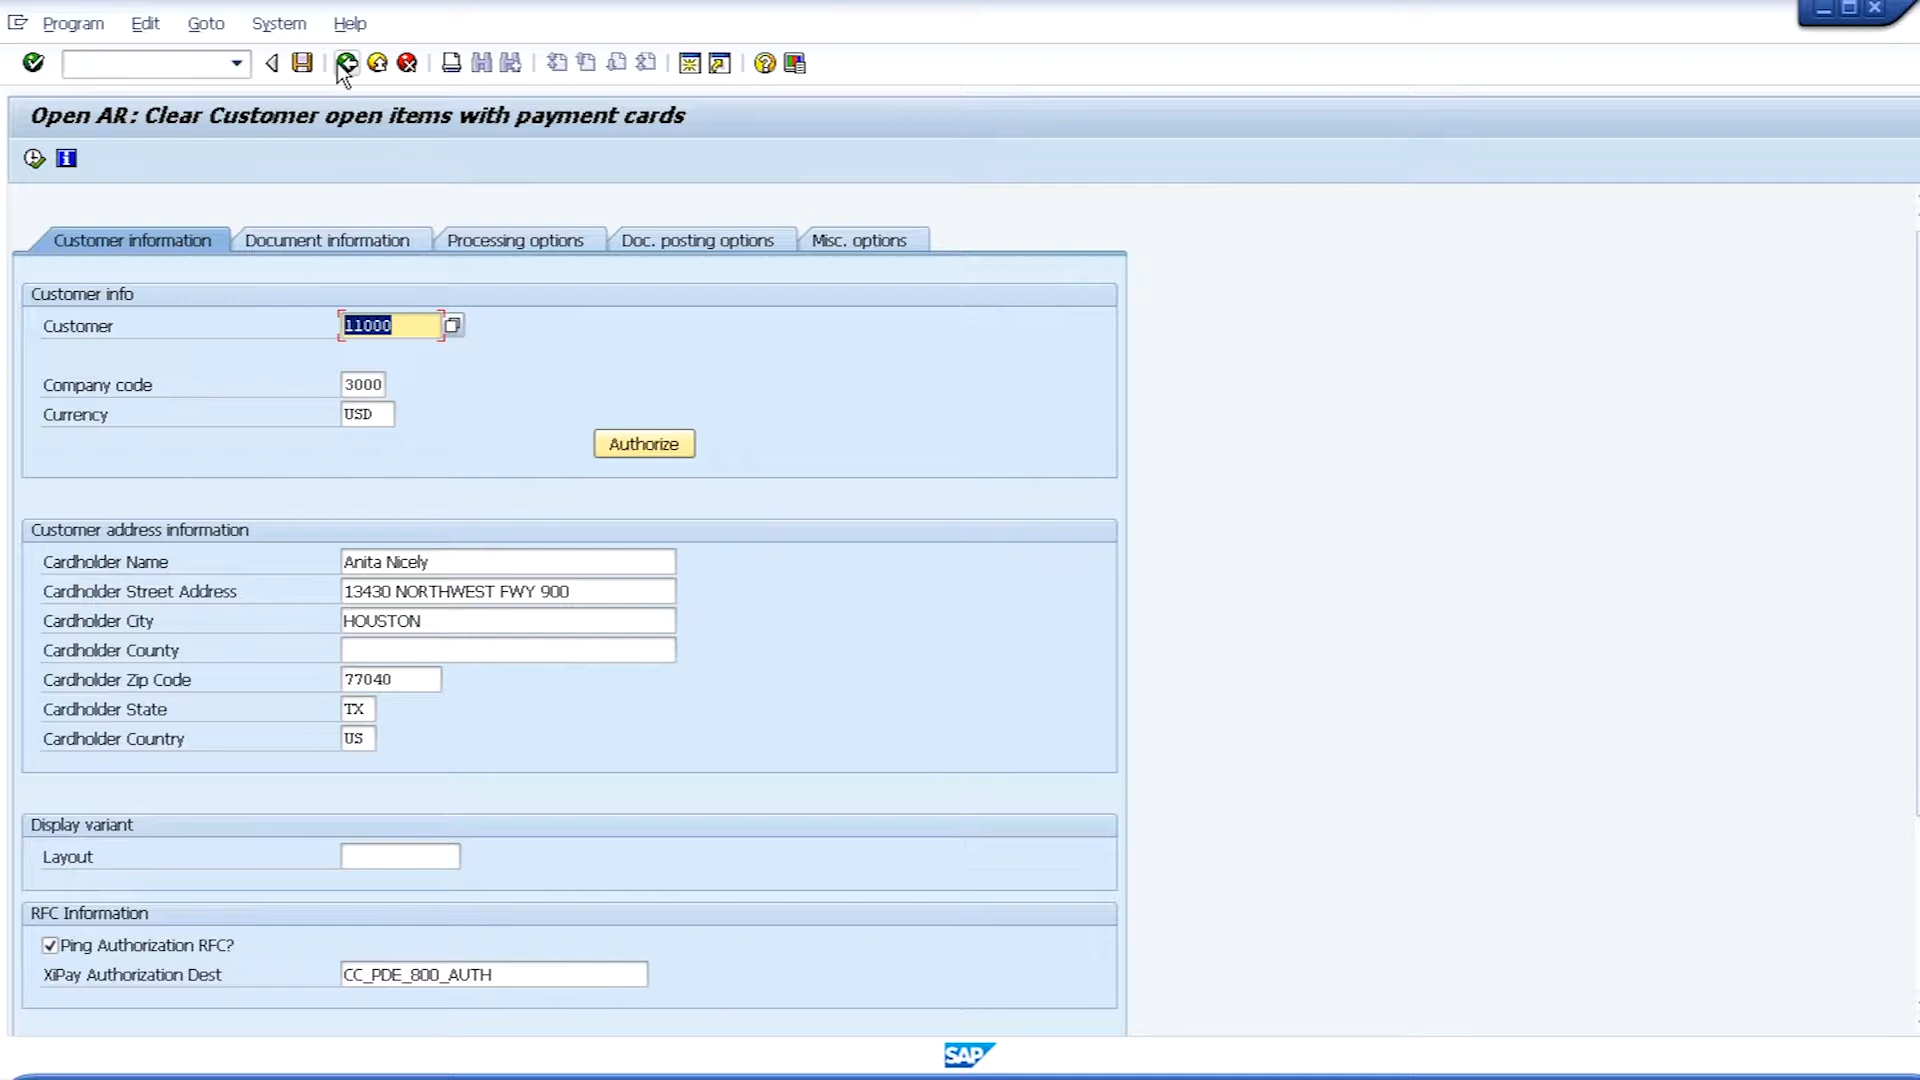 Program Edit Goto System Help
Open AR: Clear Customer open items with payment cards
Customer information Document information Processing options Doc. posting options Misc. options
Customer info
Customer 11000
Company code 3000
Currency USD
Authorize
Customer address information
Cardholder Name Anita Nicely
Cardholder Street Address 13430 NORTHWEST FWY 900
Cardholder City HOUSTON
Cardholder County
Cardholder Zip Code 77040
Cardholder State TX
Cardholder Country US
Display variant
Layout
RFC Information
Ping Authorization RFC?
XiPay Authorization Dest CC_PDE_800_AUTH
SAP